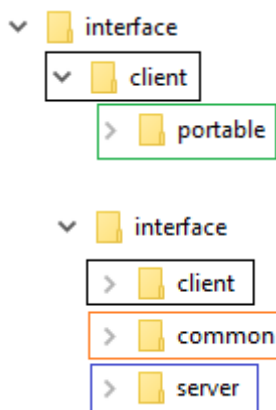 interface
client
portable
interface
client
common
server